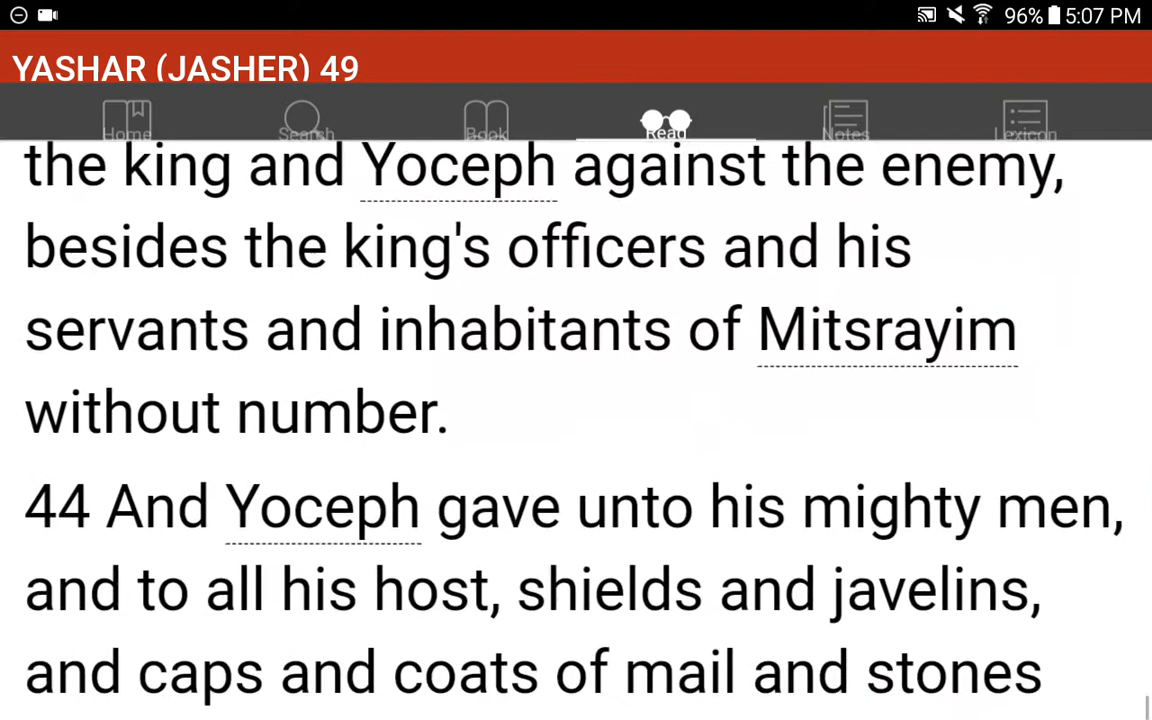 96% 5:07 PM
YASHAR (JASHER) 49
Home Search Book Read Notes Lexicon
the king and Yoceph against the enemy,
besides the king's officers and his
servants and inhabitants of Mitsrayim
without number.
44 And Yoceph gave unto his mighty men,
and to all his host, shields and javelins,
and caps and coats of mail and stones